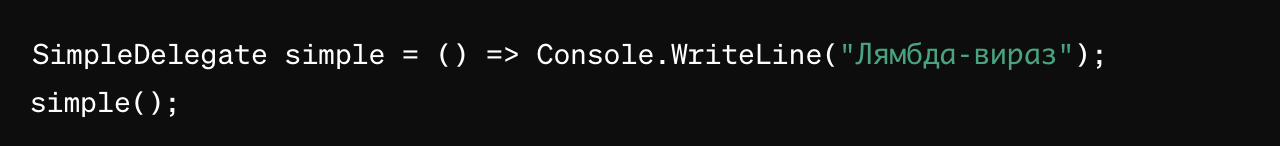 SimpleDelegate simple = () => Console.WriteLine("Лямбда-вираз");
simple();